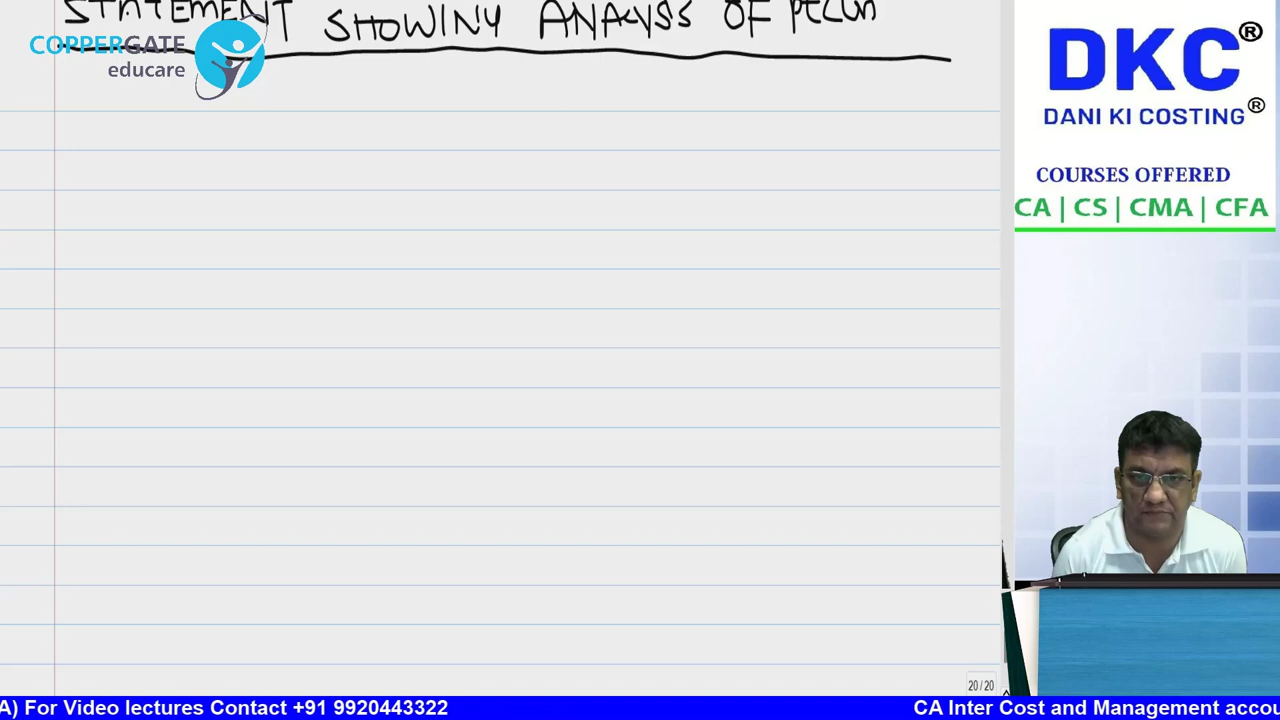 STATEMENT SHOWINY ANALYSIS OF
COPPERGATE
educare
DKC®
DANI KI COSTING®
COURSES OFFERED
CA | CS | CMA | CFA
20 / 20
A) For Video lectures Contact +91 9920443322
CA Inter Cost and Management accou